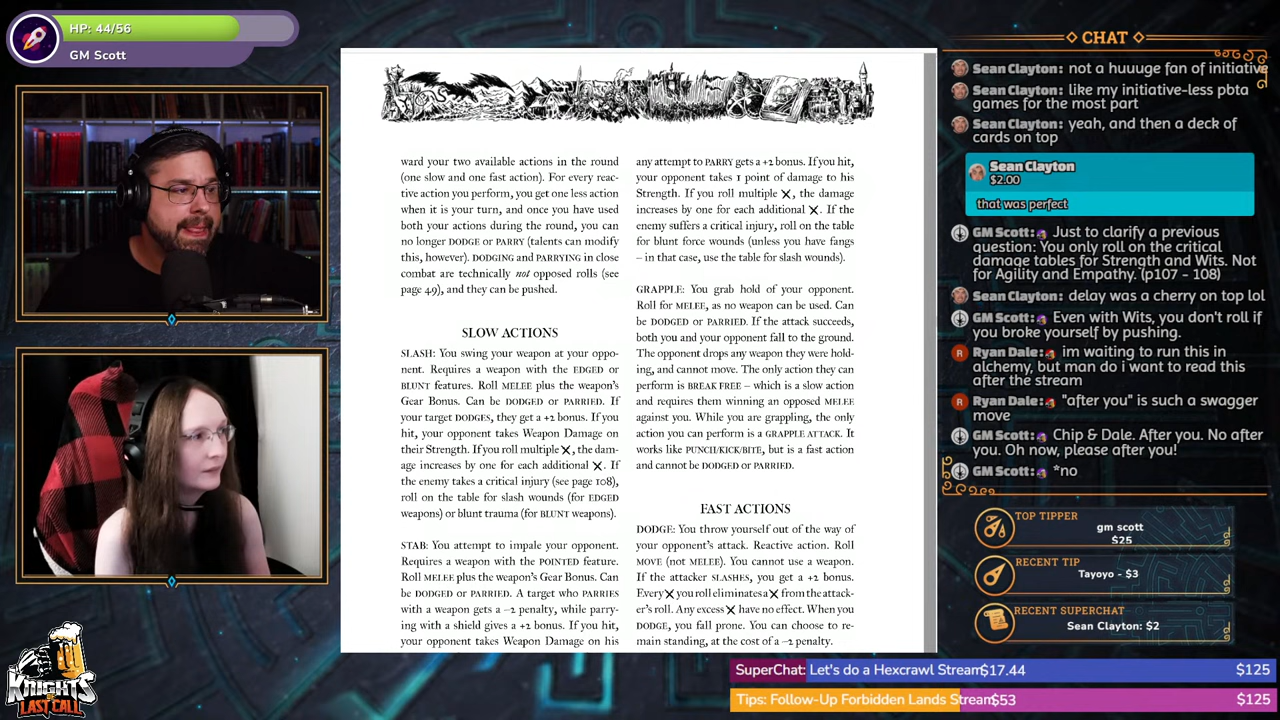 HP: 44/56
GM Scott
ward your two available actions in the round
(one slow and one fast action). For every reac-
tive action you perform, you get one less action
when it is your turn, and once you have used
both your actions during the round, you can
no longer DODGE or PARRY (talents can modify
this, however). DODGING and PARRYING in close
combat are technically not opposed rolls (see
page 49), and they can be pushed.
SLOW ACTIONS
SLASH: You swing your weapon at your oppo-
nent. Requires a weapon with the EDGED or
BLUNT features. Roll MELEE plus the weapon's
Gear Bonus. Can be DODGED or PARRIED. If
your target DODGES, they get a +2 bonus. If you
hit, your opponent takes Weapon Damage on
their Strength. If you roll multiple X, the dam-
age increases by one for each additional X. If
the enemy takes a critical injury (see page 108),
roll on the table for slash wounds (for EDGED
weapons) or blunt trauma (for BLUNT weapons).
STAB: You attempt to impale your opponent.
Requires a weapon with the POINTED feature.
Roll MELEE plus the weapon's Gear Bonus. Can
be DODGED or PARRIED. A target who PARRIES
with a weapon gets a –2 penalty, while parry-
ing with a shield gives a +2 bonus. If you hit,
your opponent takes Weapon Damage on his
any attempt to PARRY gets a +2 bonus. If you hit,
your opponent takes 1 point of damage to his
Strength. If you roll multiple X, the damage
increases by one for each additional X. If the
enemy suffers a critical injury, roll on the table
for blunt force wounds (unless you have fangs
– in that case, use the table for slash wounds).
GRAPPLE: You grab hold of your opponent.
Roll for MELEE, as no weapon can be used. Can
be DODGED or PARRIED. If the attack succeeds,
both you and your opponent fall to the ground.
The opponent drops any weapon they were hold-
ing, and cannot move. The only action they can
perform is BREAK FREE – which is a slow action
and requires them winning an opposed MELEE
against you. While you are grappling, the only
action you can perform is a GRAPPLE ATTACK. It
works like PUNCH/KICK/BITE, but is a fast action
and cannot be DODGED or PARRIED.
FAST ACTIONS
DODGE: You throw yourself out of the way of
your opponent's attack. Reactive action. Roll
MOVE (not MELEE). You cannot use a weapon.
If the attacker SLASHES, you get a +2 bonus.
Every X you roll eliminates a X from the attack-
er's roll. Any excess X have no effect. When you
DODGE, you fall prone. You can choose to re-
main standing, at the cost of a –2 penalty.
CHAT
Sean Clayton: not a huuuge fan of initiative
Sean Clayton: like my initiative-less pbta
games for the most part
Sean Clayton: yeah, and then a deck of
cards on top
Sean Clayton
$2.00
that was perfect
GM Scott: Just to clarify a previous
question: You only roll on the critical
damage tables for Strength and Wits. Not
for Agility and Empathy. (p107 - 108)
Sean Clayton: delay was a cherry on top lol
GM Scott: Even with Wits, you don't roll if
you broke yourself by pushing.
Ryan Dale: im waiting to run this in
alchemy, but man do i want to read this
after the stream
Ryan Dale: "after you" is such a swagger
move
GM Scott: Chip & Dale. After you. No after
you. Oh now, please after you!
GM Scott: *no
TOP TIPPER
gm scott
$25
RECENT TIP
Tayoyo - $3
RECENT SUPERCHAT
Sean Clayton: $2
SuperChat: Let's do a Hexcrawl Stream $17.44 $125
Tips: Follow-Up Forbidden Lands Stream $53 $125
KNIGHTS
OF
LAST CALL